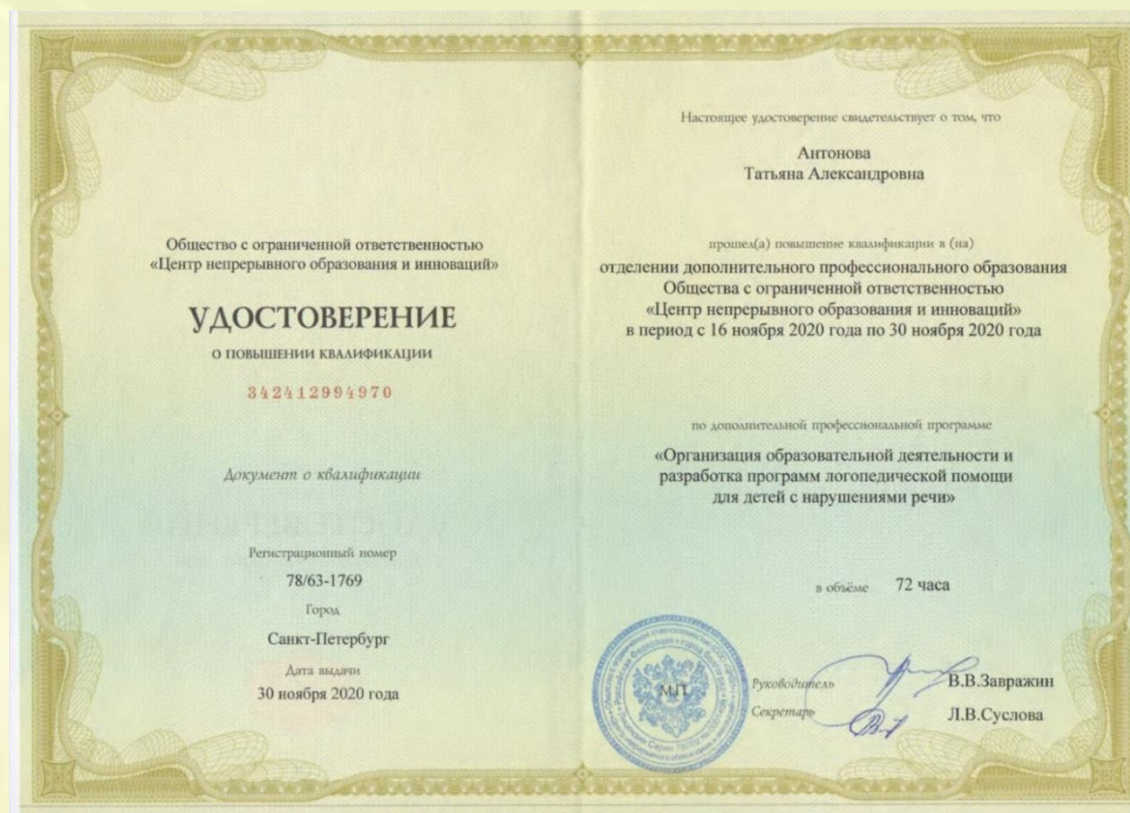 Общество с ограниченной ответственностью
«Центр непрерывного образования и инноваций»
УДОСТОВЕРЕНИЕ
О ПОВЫШЕНИИ КВАЛИФИКАЦИИ
342412994970
Документ о квалификации
Регистрационный номер
78/63-1769
Город
Санкт-Петербург
Дата выдачи
30 ноября 2020 года
Настоящее удостоверение свидетельствует о том, что
Антонова
Татьяна Александровна
прошел(а) повышение квалификации в (на)
отделении дополнительного профессионального образования
Общества с ограниченной ответственностью
«Центр непрерывного образования и инноваций»
в период с 16 ноября 2020 года по 30 ноября 2020 года
по дополнительной профессиональной программе
«Организация образовательной деятельности и
разработка программ логопедической помощи
для детей с нарушениями речи»
в объёме 72 часа
М.П.
Руководитель В.В.Завражин
Секретарь Л.В.Суслова